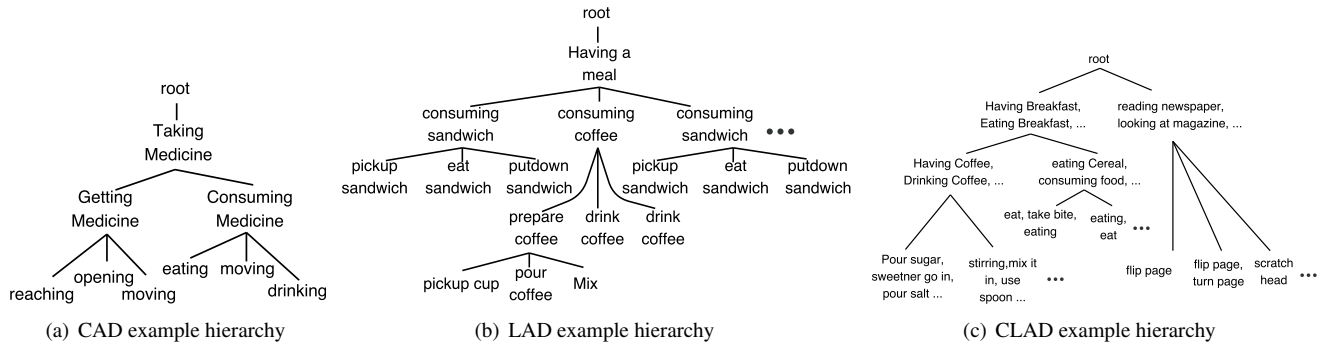 root
Taking
Medicine
Getting
Medicine
Consuming
Medicine
reaching
opening
moving
eating
moving
drinking
(a) CAD example hierarchy
root
Having a
meal
consuming
sandwich
consuming
coffee
consuming
sandwich
•••
pickup
sandwich
eat
sandwich
putdown
sandwich
pickup
sandwich
eat
sandwich
putdown
sandwich
prepare
coffee
drink
coffee
drink
coffee
pickup cup
pour
coffee
Mix
(b) LAD example hierarchy
root
Having Breakfast,
Eating Breakfast, ...
reading newspaper,
looking at magazine, ...
Having Coffee,
Drinking Coffee, ...
eating Cereal,
consuming food, ...
eat, take bite,
eating
eating,
eat
•••
Pour sugar,
sweetner go in,
pour salt ...
stirring,mix it
in, use
spoon ...
•••
flip page
flip page,
turn page
scratch
head
•••
(c) CLAD example hierarchy